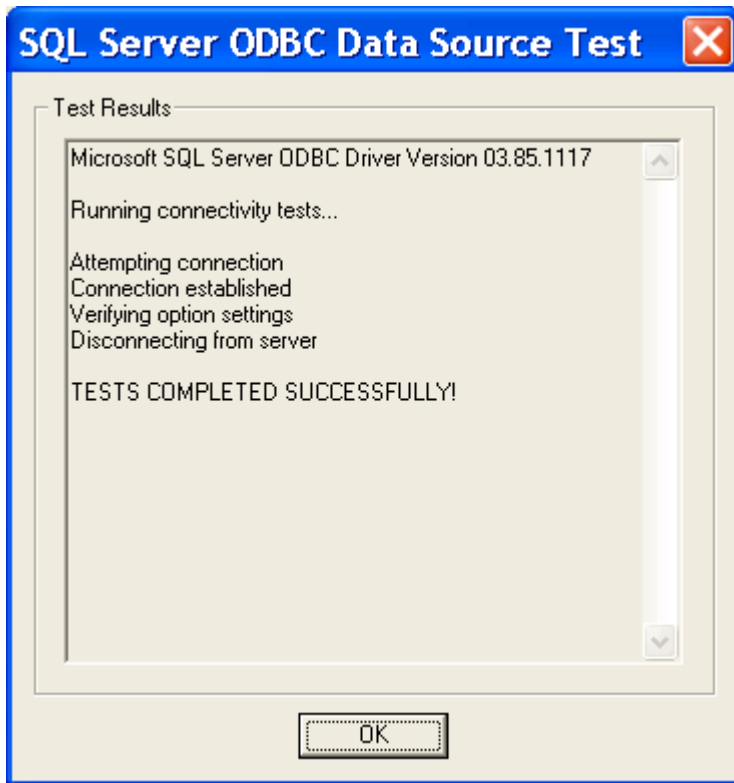 SQL Server ODBC Data Source Test
Test Results
Microsoft SQL Server ODBC Driver Version 03.85.1117
Running connectivity tests...
Attempting connection
Connection established
Verifying option settings
Disconnecting from server
TESTS COMPLETED SUCCESSFULLY!
OK